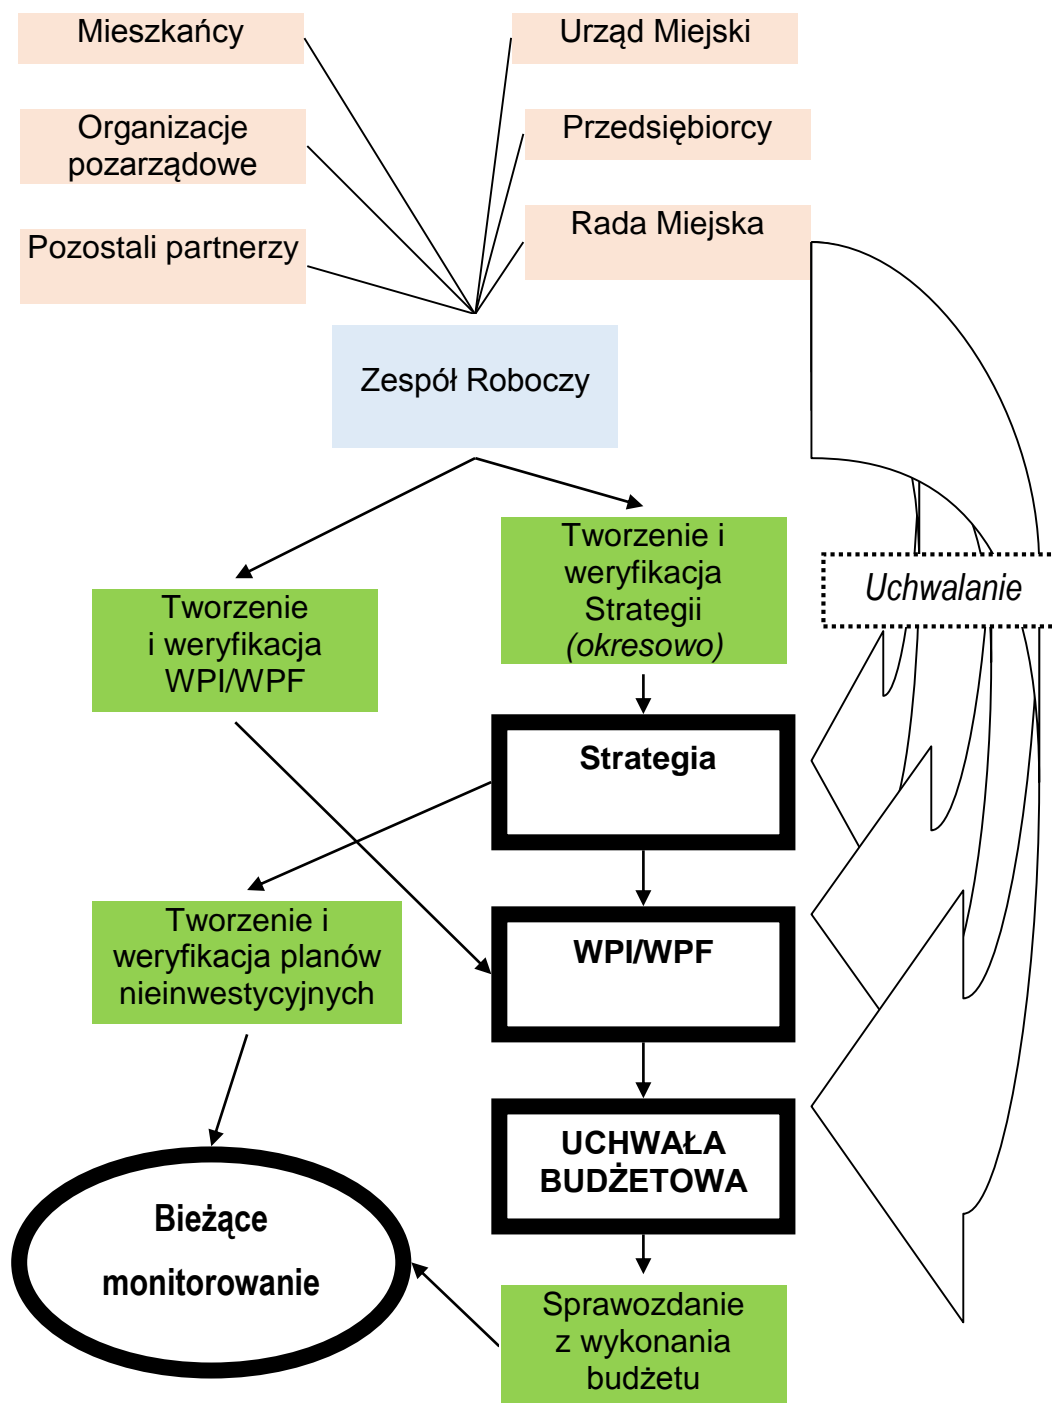 Mieszkańcy
Urząd Miejski
Organizacje
pozarządowe
Przedsiębiorcy
Pozostali partnerzy
Rada Miejska
Zespół Roboczy
Tworzenie i
weryfikacja
Strategii
(okresowo)
Uchwalanie
Tworzenie
i weryfikacja
WPI/WPF
Strategia
Tworzenie i
weryfikacja planów
nieinwestycyjnych
WPI/WPF
UCHWAŁA
BUDŻETOWA
Bieżące
monitorowanie
Sprawozdanie
z wykonania
budżetu